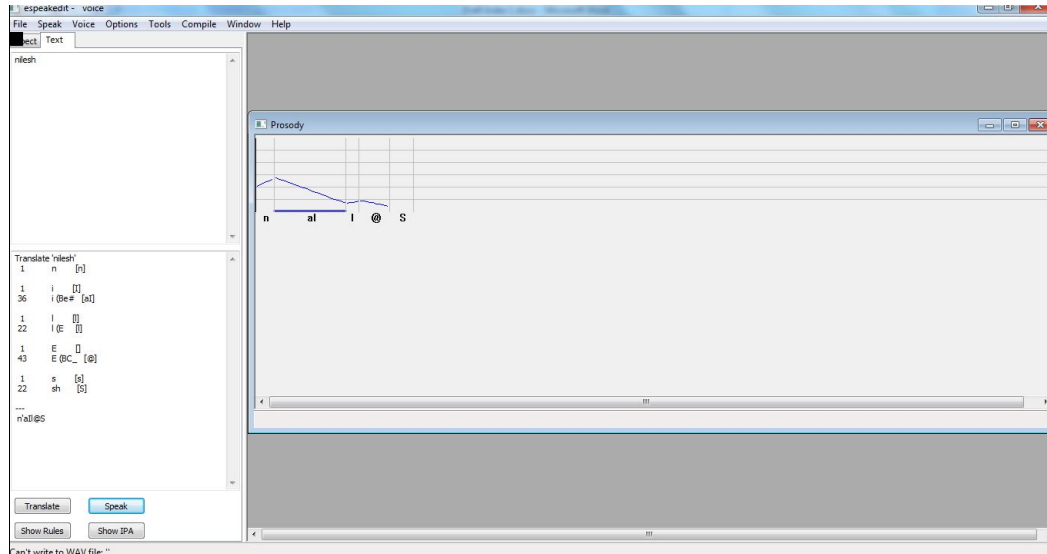 espeakedit - voice
File Speak Voice Options Tools Compile Window Help
Text
nilesh
Prosody
n aI l @ S
Translate 'nilesh'
1 n [n]
1 i [I]
36 i (Be# [aI]
1 l [l]
22 l (E [l]
1 E []
43 E (BC_ [@]
1 s [s]
22 sh [S]
---
n'aIl@S
Translate Speak
Show Rules Show IPA
Can't write to WAV file: ''